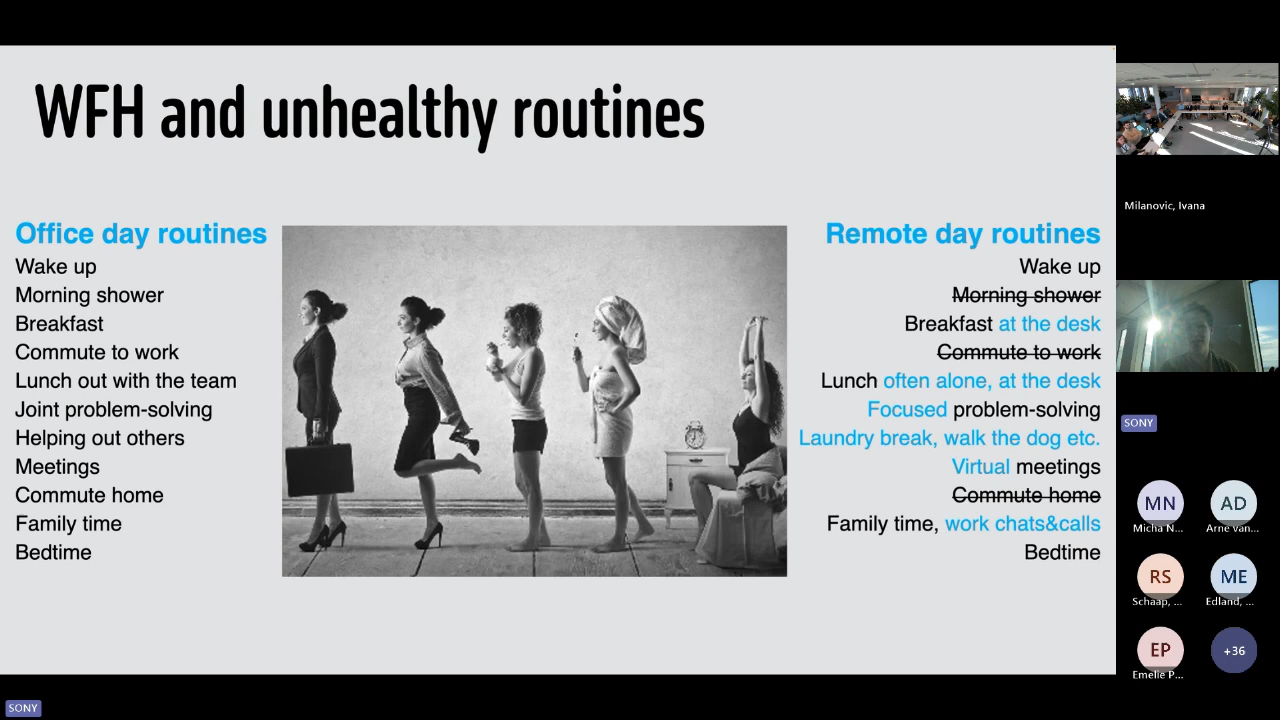 WFH and unhealthy routines
Office day routines
Wake up
Morning shower
Breakfast
Commute to work
Lunch out with the team
Joint problem-solving
Helping out others
Meetings
Commute home
Family time
Bedtime
Remote day routines
Wake up
Morning shower
Breakfast at the desk
Commute to work
Lunch often alone, at the desk
Focused problem-solving
Laundry break, walk the dog etc.
Virtual meetings
Commute home
Family time, work chats&calls
Bedtime
Milanovic, Ivana
SONY
MN
Micha N...
AD
Arne van...
RS
Schaap, ...
ME
Edland, ...
EP
Emelie P...
+36
SONY